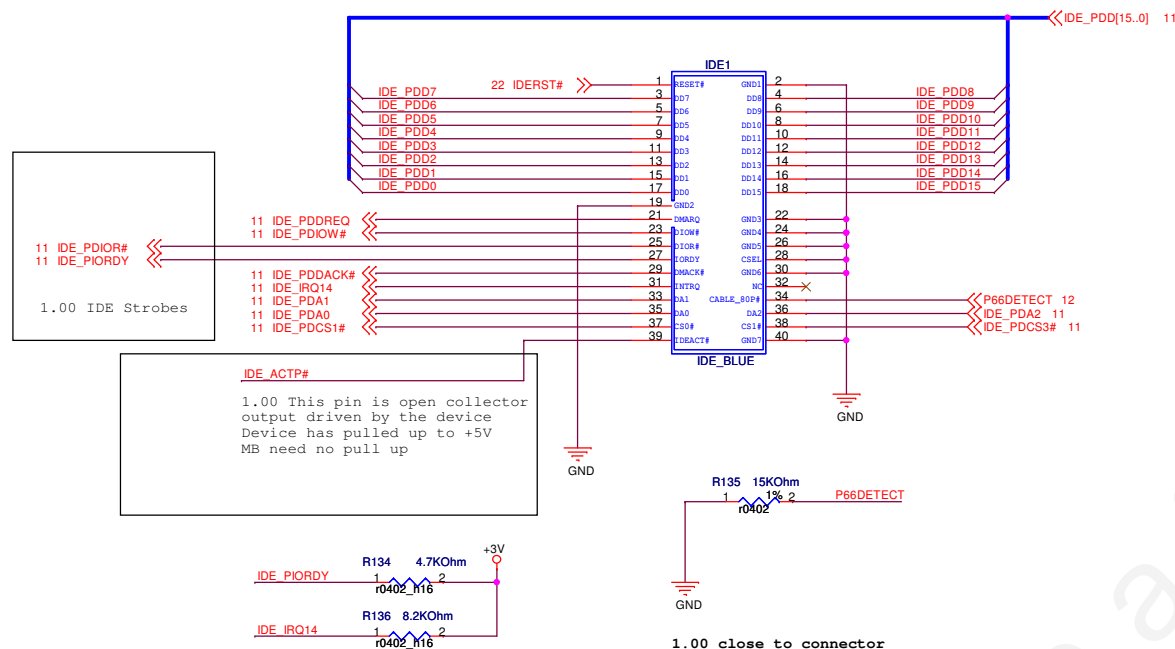 IDE_PDD[15..0] 11
IDE1
22 IDERST# 1 RESET# GND1 2
IDE_PDD7 3 DD7 DD8 4 IDE_PDD8
IDE_PDD6 5 DD6 DD9 6 IDE_PDD9
IDE_PDD5 7 DD5 DD10 8 IDE_PDD10
IDE_PDD4 9 DD4 DD11 10 IDE_PDD11
IDE_PDD3 11 DD3 DD12 12 IDE_PDD12
IDE_PDD2 13 DD2 DD13 14 IDE_PDD13
IDE_PDD1 15 DD1 DD14 16 IDE_PDD14
IDE_PDD0 17 DD0 DD15 18 IDE_PDD15
19 GND2
11 IDE_PDDREQ 21 DMARQ GND3 22
11 IDE_PDIOW# 23 DIOW# GND4 24
11 IDE_PDIOR# 25 DIOR# GND5 26
11 IDE_PIORDY 27 IORDY CSEL 28
11 IDE_PDDACK# 29 DMACK# GND6 30
11 IDE_IRQ14 31 INTRQ NC 32
11 IDE_PDA1 33 DA1 CABLE_80P# 34 P66DETECT 12
11 IDE_PDA0 35 DA0 DA2 36 IDE_PDA2 11
11 IDE_PDCS1# 37 CS0# CS1# 38 IDE_PDCS3# 11
39 IDEACT# GND7 40
1.00 IDE Strobes
IDE_BLUE
IDE_ACTP#
1.00 This pin is open collector
output driven by the device
Device has pulled up to +5V
MB need no pull up
GND
GND
R135 15KOhm
1 1% 2 P66DETECT
r0402
GND
+3V
R134 4.7KOhm
IDE_PIORDY 1 2
r0402_h16
R136 8.2KOhm
IDE_IRQ14 1 2
r0402_h16
1.00 close to connector